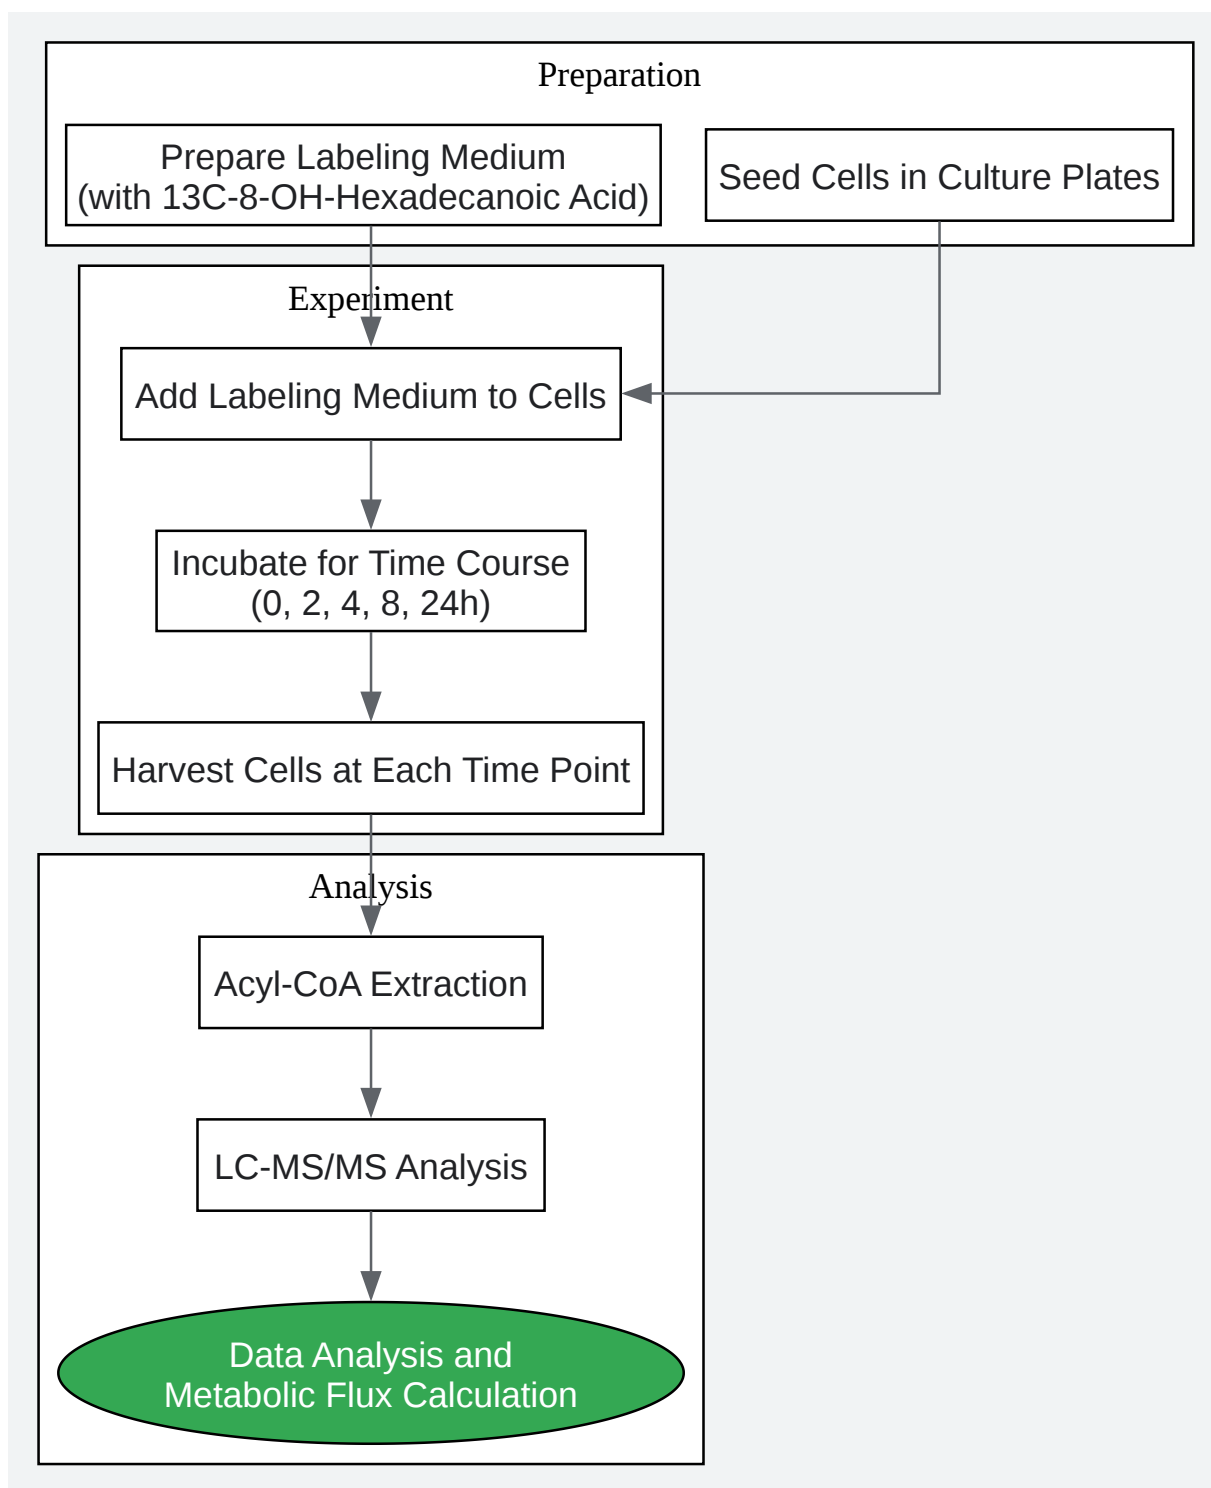 Preparation
Prepare Labeling Medium
(with 13C-8-OH-Hexadecanoic Acid)
Seed Cells in Culture Plates
Experiment
Add Labeling Medium to Cells
Incubate for Time Course
(0, 2, 4, 8, 24h)
Harvest Cells at Each Time Point
Analysis
Acyl-CoA Extraction
LC-MS/MS Analysis
Data Analysis and
Metabolic Flux Calculation